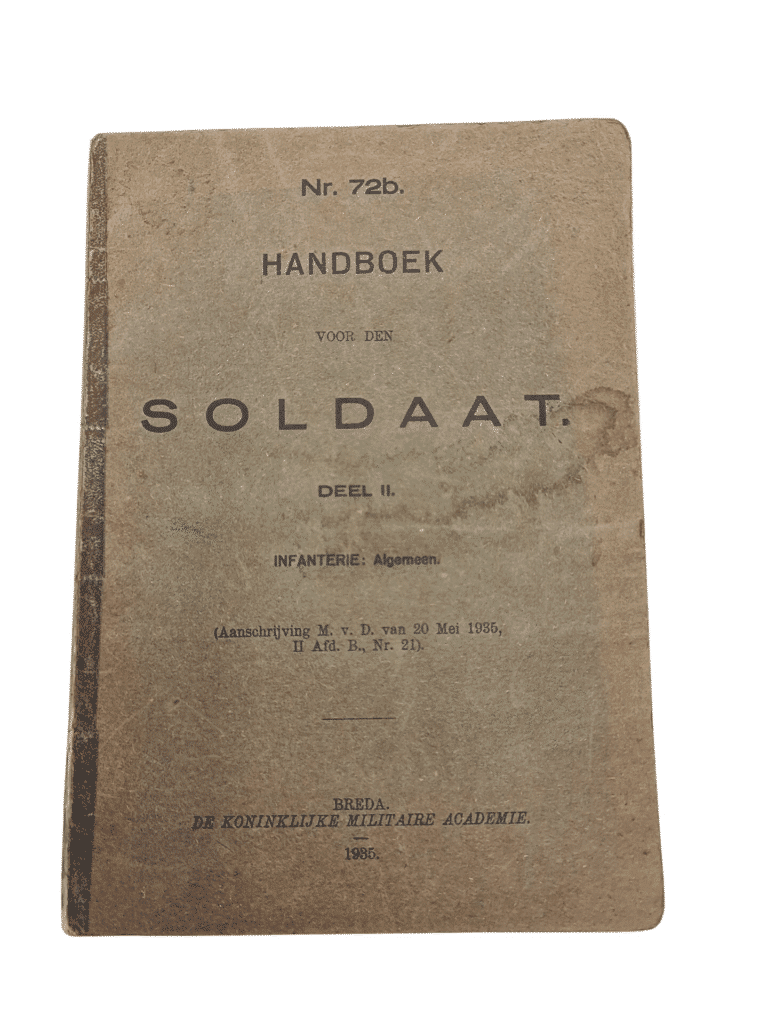 Nr. 72b.
HANDBOEK
VOOR DEN
SOLDAAT.
DEEL II.
INFANTERIE: Algemeen.
(Aanschrijving M. v. D. van 20 Mei 1935,
II Afd. B., Nr. 21).
BREDA.
DE KONINKLIJKE MILITAIRE ACADEMIE.
1935.